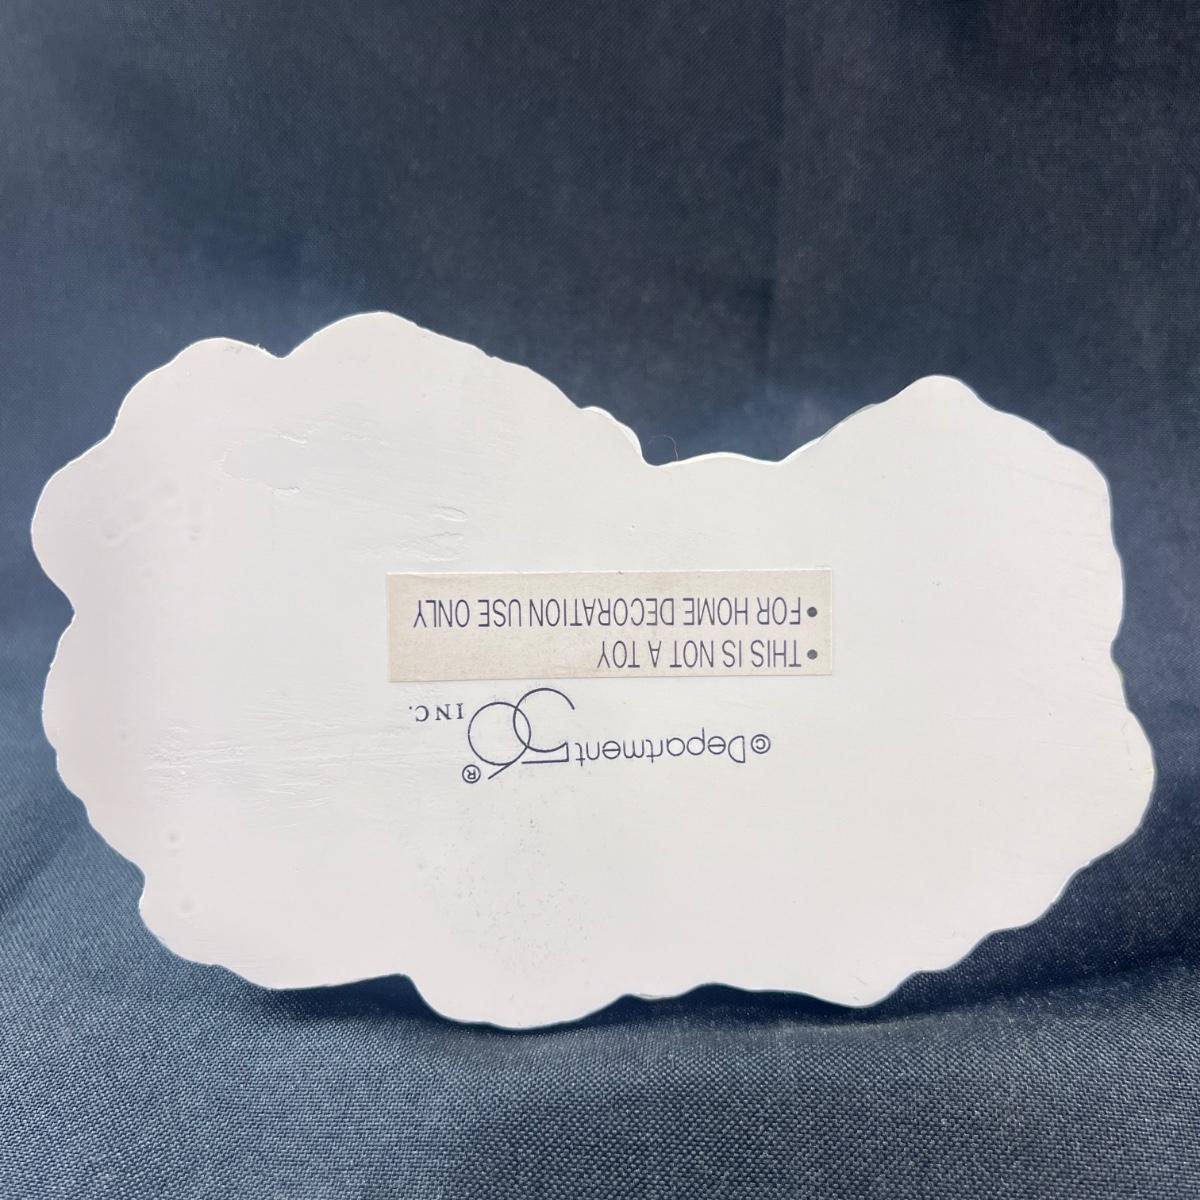 ©Department 56® INC.
• THIS IS NOT A TOY
• FOR HOME DECORATION USE ONLY